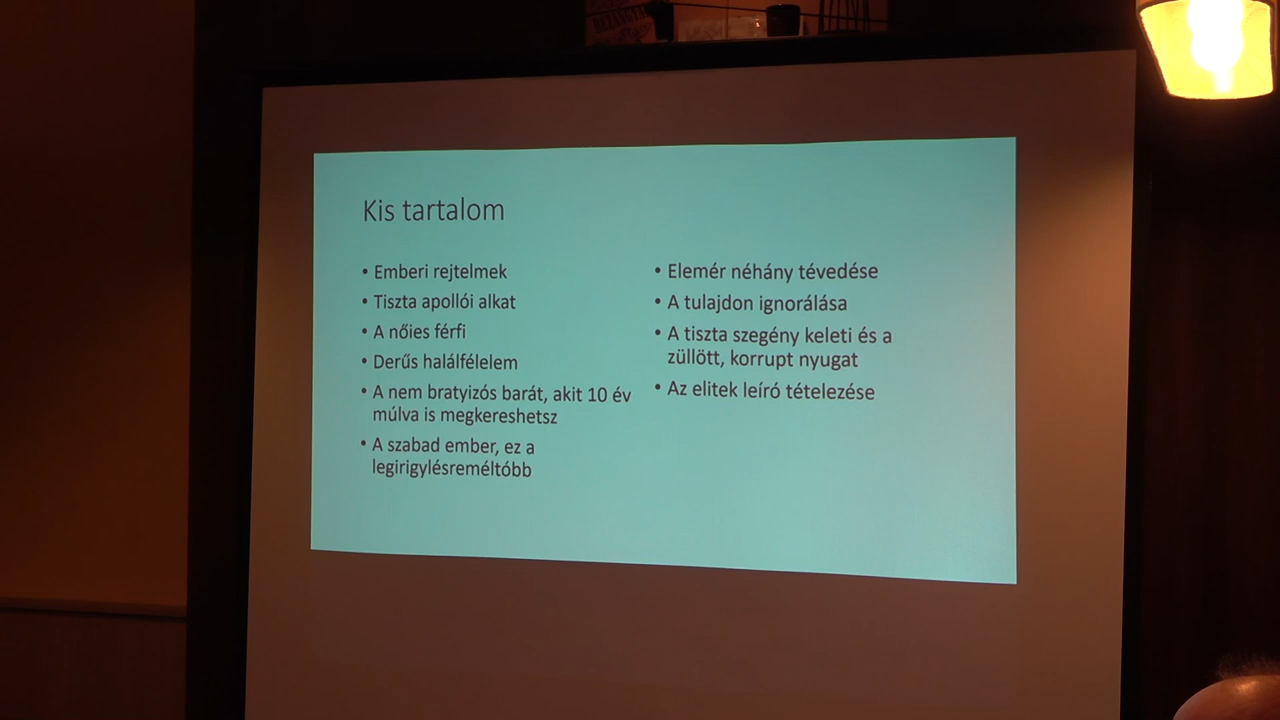 Kis tartalom
• Emberi rejtelmek
• Tiszta apollói alkat
• A nőies férfi
• Derűs halálfélelem
• A nem bratyizós barát, akit 10 év
múlva is megkereshetsz
• A szabad ember, ez a
legirigylésreméltóbb
• Elemér néhány tévedése
• A tulajdon ignorálása
• A tiszta szegény keleti és a
züllött, korrupt nyugat
• Az elitek leíró tételezése